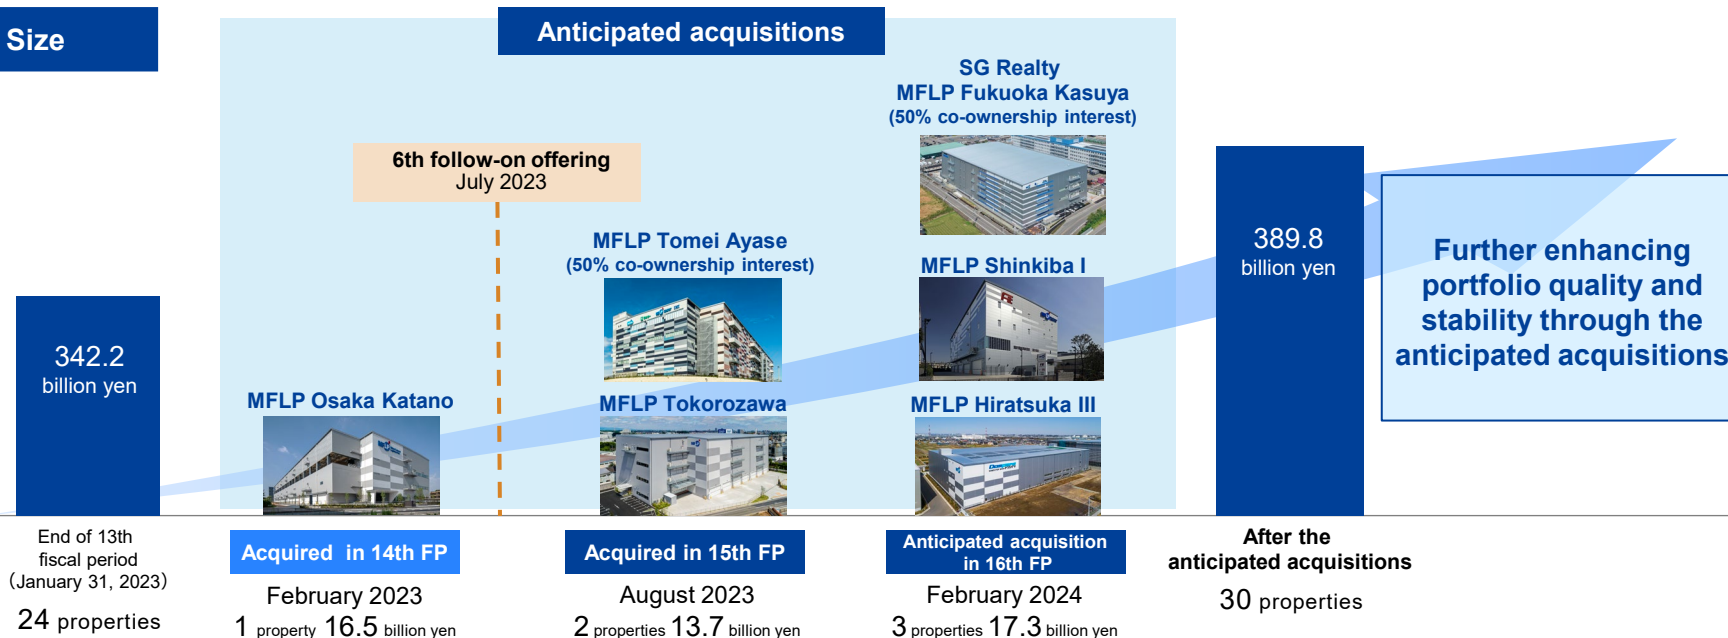 Size
Anticipated acquisitions
SG Realty
MFLP Fukuoka Kasuya
(50% co-ownership interest)
6th follow-on offering
July 2023
MFLP Tomei Ayase
(50% co-ownership interest)
MFLP Shinkiba I
389.8
billion yen
Further enhancing
portfolio quality and
stability through the
anticipated acquisitions
342.2
billion yen
MFLP Osaka Katano
MFLP Tokorozawa
MFLP Hiratsuka III
End of 13th
fiscal period
（January 31, 2023）
24 properties
Acquired in 14th FP
February 2023
1 property 16.5 billion yen
Acquired in 15th FP
August 2023
2 properties 13.7 billion yen
Anticipated acquisition
in 16th FP
February 2024
3 properties 17.3 billion yen
After the
anticipated acquisitions
30 properties